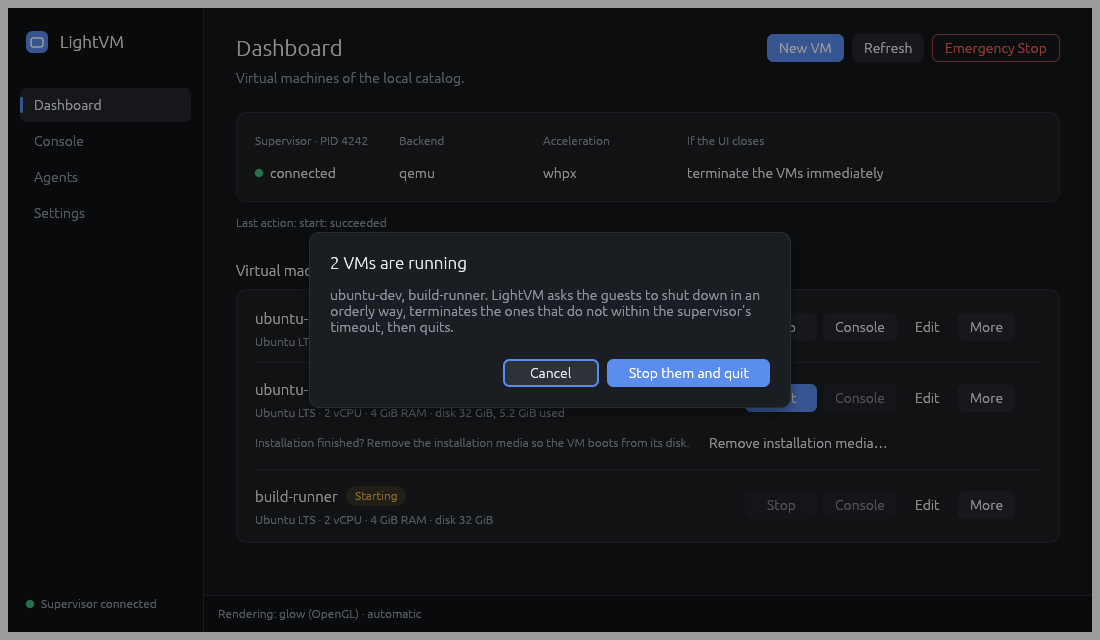 LightVM
Dashboard
Console
Agents
Settings
Supervisor connected
Dashboard
Virtual machines of the local catalog.
New VM
Refresh
Emergency Stop
Supervisor · PID 4242
Backend
Acceleration
If the UI closes
connected
qemu
whpx
terminate the VMs immediately
Last action: start: succeeded
2 VMs are running
ubuntu-dev, build-runner. LightVM asks the guests to shut down in an
orderly way, terminates the ones that do not within the supervisor's
timeout, then quits.
Cancel
Stop them and quit
Virtual
ubuntu-
Ubuntu
Console
Edit
More
ubuntu-
Ubuntu LTS · 2 vCPU · 4 GiB RAM · disk 32 GiB, 5.2 GiB used
Console
Edit
More
Installation finished? Remove the installation media so the VM boots from its disk.
Remove installation media…
build-runner
Starting
Ubuntu LTS · 2 vCPU · 4 GiB RAM · disk 32 GiB
Stop
Console
Edit
More
Rendering: glow (OpenGL) · automatic